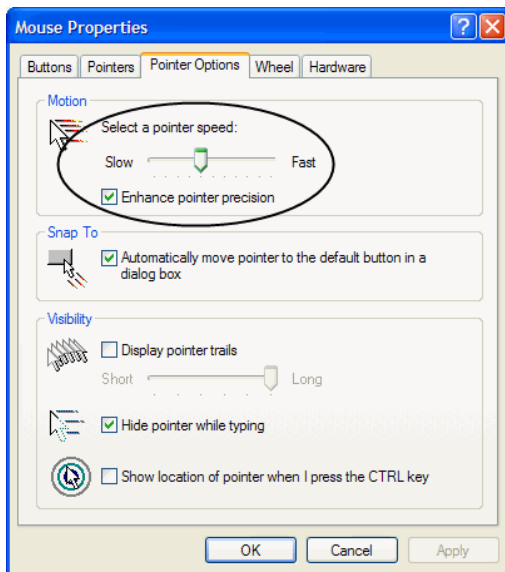 Mouse Properties
Buttons Pointers Pointer Options Wheel Hardware
Motion
Select a pointer speed:
Slow Fast
Enhance pointer precision
Snap To
Automatically move pointer to the default button in a
dialog box
Visibility
Display pointer trails
Short Long
Hide pointer while typing
Show location of pointer when I press the CTRL key
OK Cancel Apply